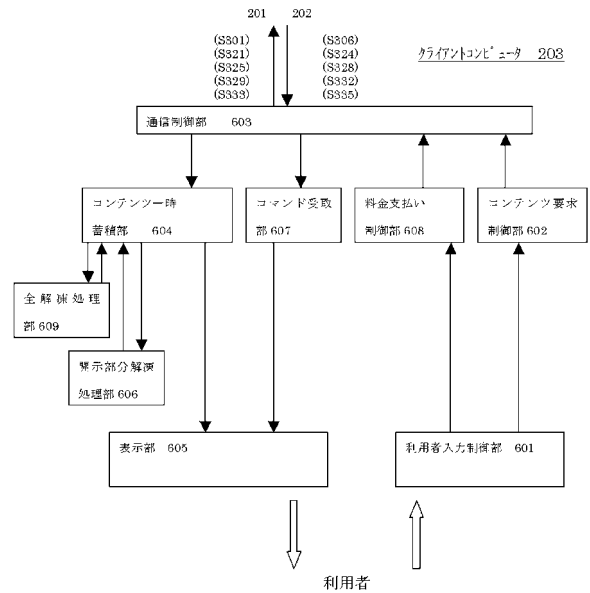 201 202
(S301) (S306)
(S321) (S324)
(S325) (S328)
(S329) (S332)
(S333) (S335)
クライアントコンピュータ 203
通信制御部 603
コンテンツ一時
蓄積部 604
コマンド受取
部 607
料金支払い
制御部 608
コンテンツ要求
制御部 602
全解凍処理
部 609
開示部分解凍
処理部 606
表示部 605
利用者入力制御部 601
利用者